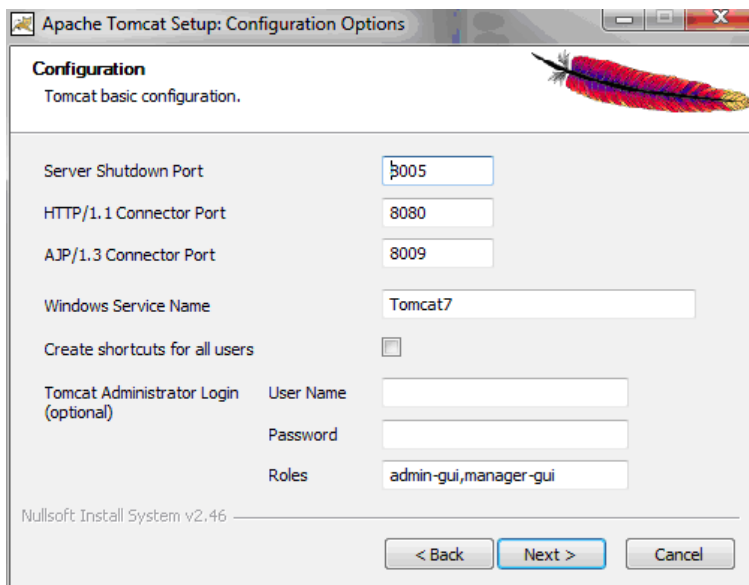 Apache Tomcat Setup: Configuration Options
Configuration
Tomcat basic configuration.
Server Shutdown Port 8005
HTTP/1.1 Connector Port 8080
AJP/1.3 Connector Port 8009
Windows Service Name Tomcat7
Create shortcuts for all users
Tomcat Administrator Login User Name
(optional)
Password
Roles admin-gui,manager-gui
Nullsoft Install System v2.46
< Back Next > Cancel